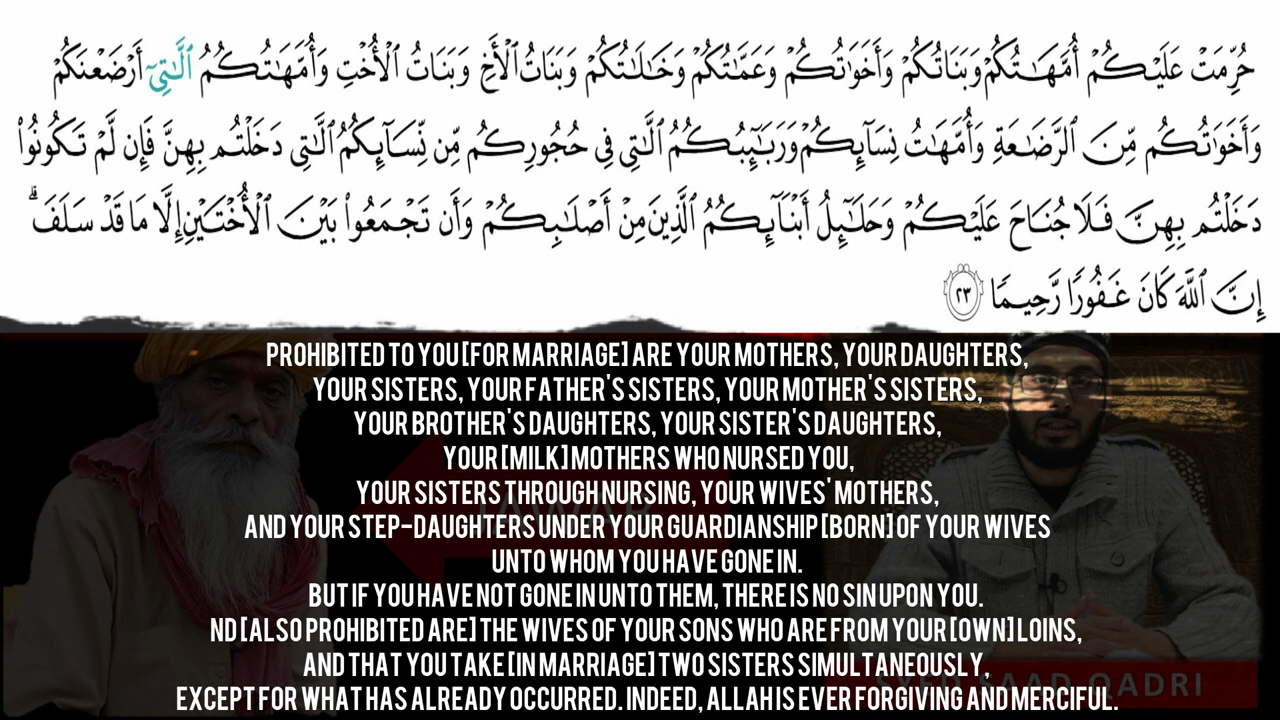 حُرِّمَتْ عَلَيْكُمْ أُمَّهَـٰتُكُمْ وَبَنَاتُكُمْ وَأَخَوَٰتُكُمْ وَعَمَّـٰتُكُمْ وَخَـٰلَـٰتُكُمْ وَبَنَاتُ ٱلْأَخِ وَبَنَاتُ ٱلْأُخْتِ وَأُمَّهَـٰتُكُمُ ٱلَّـٰتِىٓ أَرْضَعْنَكُمْ
وَأَخَوَٰتُكُم مِّنَ ٱلرَّضَـٰعَةِ وَأُمَّهَـٰتُ نِسَآئِكُمْ وَرَبَـٰٓئِبُكُمُ ٱلَّـٰتِى فِى حُجُورِكُم مِّن نِّسَآئِكُمُ ٱلَّـٰتِى دَخَلْتُم بِهِنَّ فَإِن لَّمْ تَكُونُوا۟
دَخَلْتُم بِهِنَّ فَلَا جُنَاحَ عَلَيْكُمْ وَحَلَـٰٓئِلُ أَبْنَآئِكُمُ ٱلَّذِينَ مِنْ أَصْلَـٰبِكُمْ وَأَن تَجْمَعُوا۟ بَيْنَ ٱلْأُخْتَيْنِ إِلَّا مَا قَدْ سَلَفَ ۗ
إِنَّ ٱللَّهَ كَانَ غَفُورًا رَّحِيمًا ٢٣
PROHIBITED TO YOU [FOR MARRIAGE] ARE YOUR MOTHERS, YOUR DAUGHTERS,
YOUR SISTERS, YOUR FATHER'S SISTERS, YOUR MOTHER'S SISTERS,
YOUR BROTHER'S DAUGHTERS, YOUR SISTER'S DAUGHTERS,
YOUR [MILK] MOTHERS WHO NURSED YOU,
YOUR SISTERS THROUGH NURSING, YOUR WIVES' MOTHERS,
AND YOUR STEP-DAUGHTERS UNDER YOUR GUARDIANSHIP [BORN] OF YOUR WIVES
UNTO WHOM YOU HAVE GONE IN.
BUT IF YOU HAVE NOT GONE IN UNTO THEM, THERE IS NO SIN UPON YOU.
ND [ALSO PROHIBITED ARE] THE WIVES OF YOUR SONS WHO ARE FROM YOUR [OWN] LOINS,
AND THAT YOU TAKE [IN MARRIAGE] TWO SISTERS SIMULTANEOUSLY,
EXCEPT FOR WHAT HAS ALREADY OCCURRED. INDEED, ALLAH IS EVER FORGIVING AND MERCIFUL.
SYED SAAD QADRI